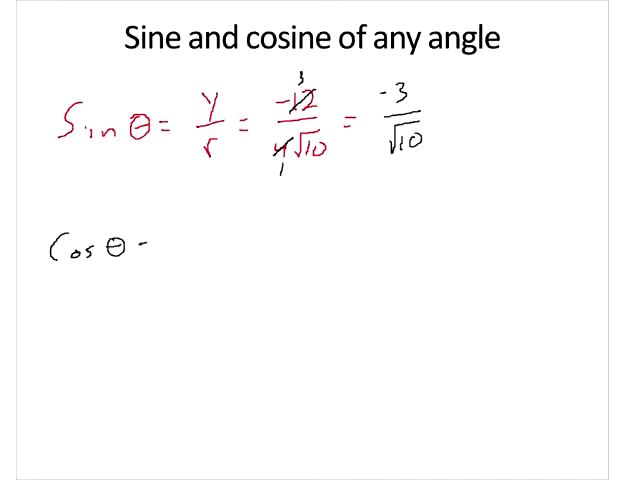 Sine and cosine of any angle
Sin θ = y/r = -12/4√10 = -3/√10
3
1
Cos θ -